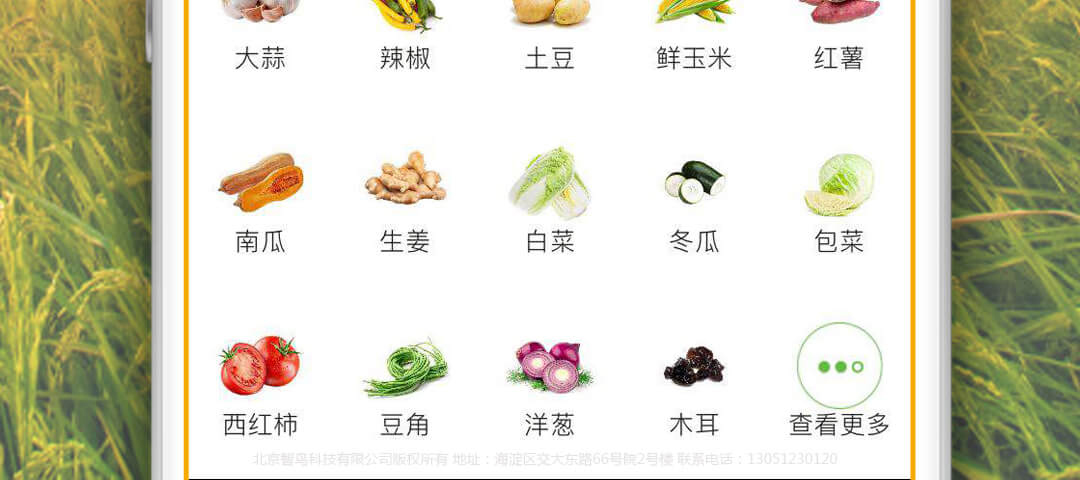 大蒜 辣椒 土豆 鲜玉米 红薯
南瓜 生姜 白菜 冬瓜 包菜
西红柿 豆角 洋葱 木耳 查看更多
北京智鸟科技有限公司版权所有 地址：海淀区交大东路66号院2号楼 联系电话：13051230120